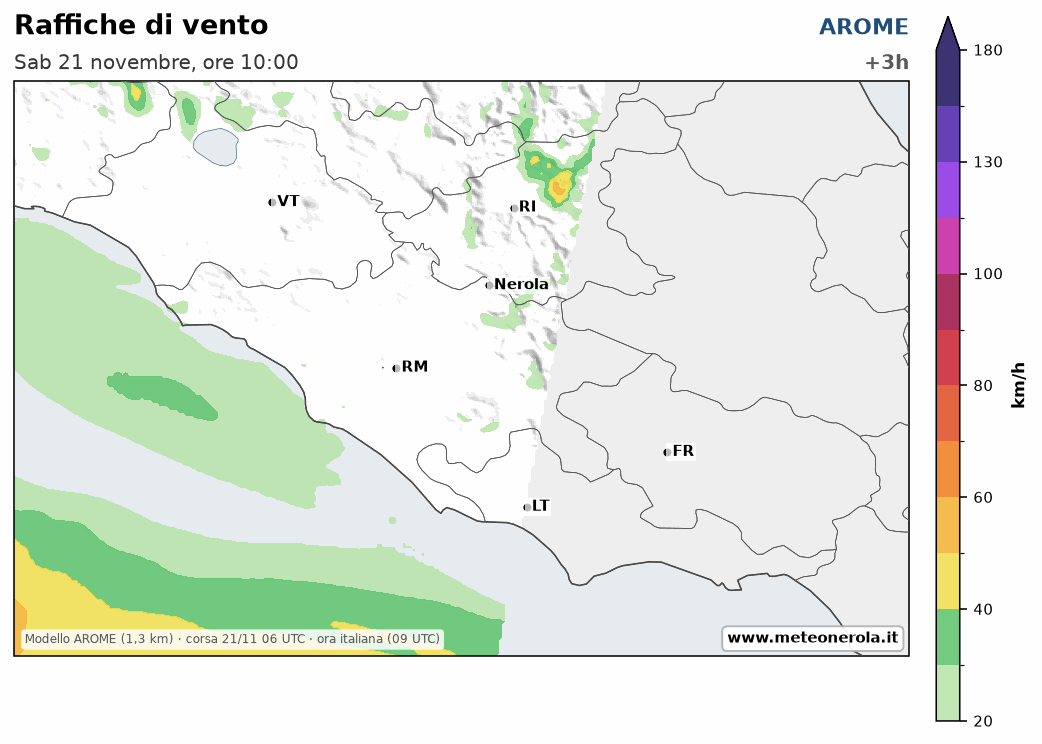 Raffiche di vento
AROME
Sab 21 novembre, ore 10:00
+3h
180
130
100
80
60
40
20
km/h
VT
RI
Nerola
RM
FR
LT
Modello AROME (1,3 km) · corsa 21/11 06 UTC · ora italiana (09 UTC)
www.meteonerola.it